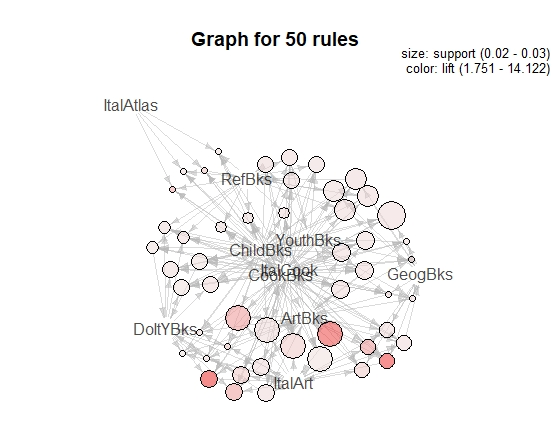 Graph for 50 rules
size: support (0.02 - 0.03)
color: lift (1.751 - 14.122)
ItalAtlas
RefBks
YouthBks
ChildBks
ItalCook
CookBks
GeogBks
ArtBks
DoItYBks
ItalArt